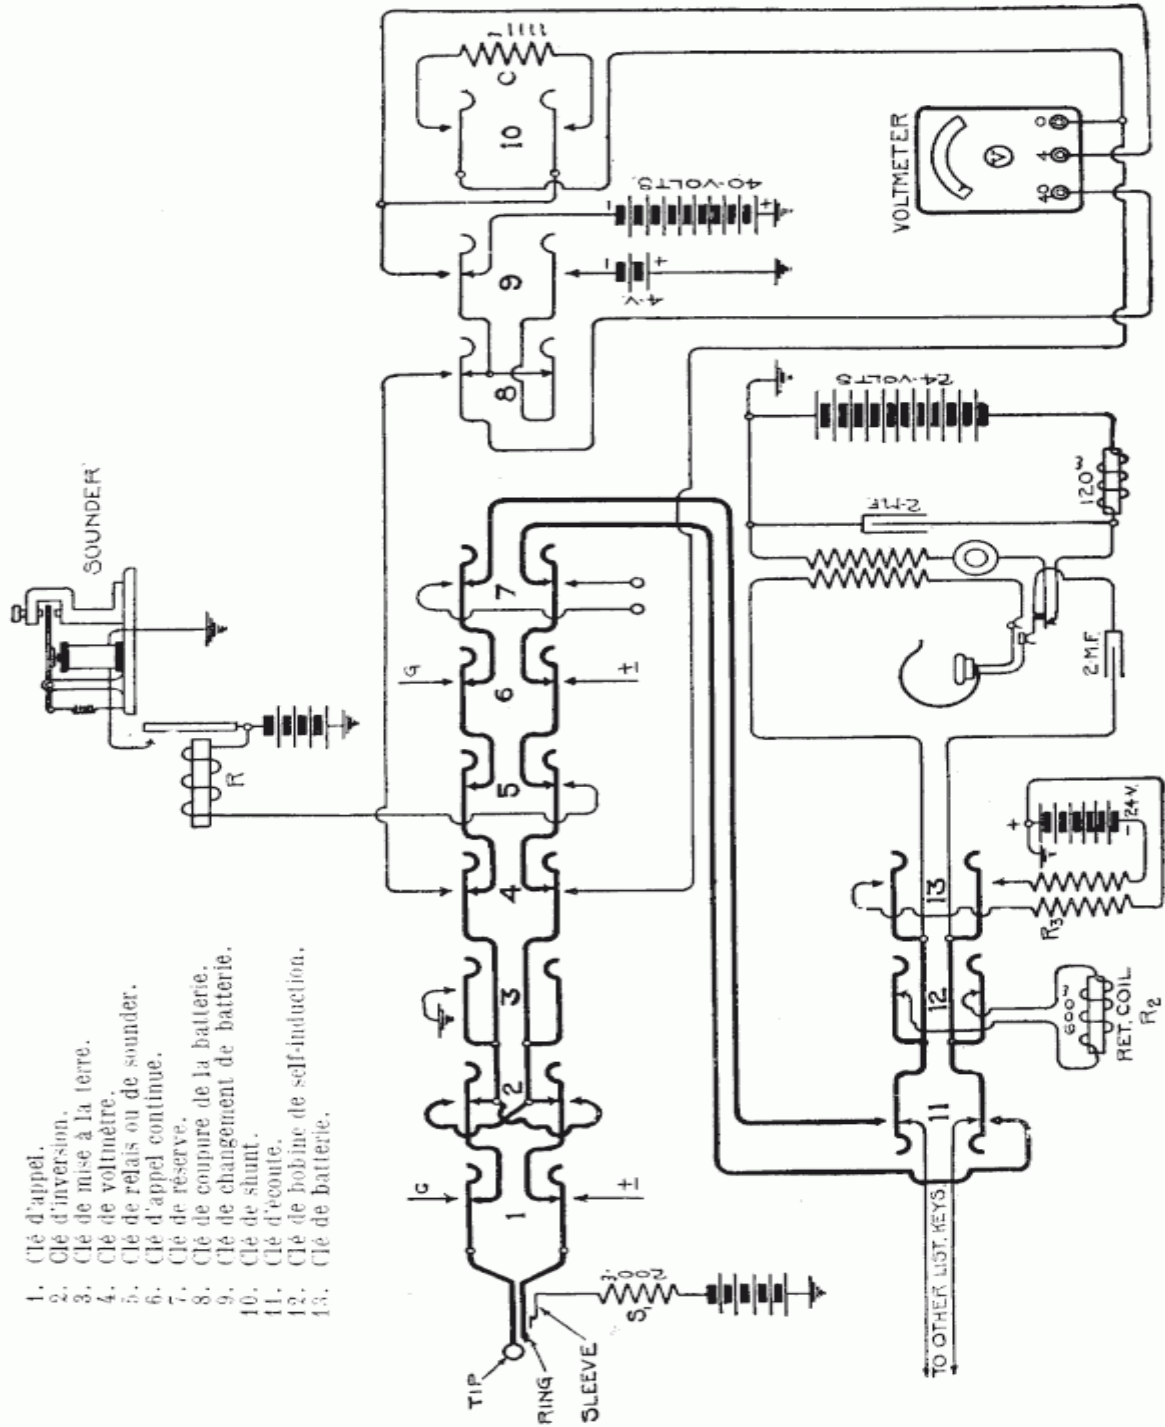 1. Clé d'appel.
2. Clé d'inversion.
3. Clé de mise à la terre.
4. Clé de voltmètre.
5. Clé de relais ou de sounder.
6. Clé d'appel continue.
7. Clé de réserve.
8. Clé de coupure de la batterie.
9. Clé de changement de batterie.
10. Clé de shunt.
11. Clé d'écoute.
12. Clé de bobine de self-induction.
13. Clé de batterie.
SOUNDER
R
TIP
RING
SLEEVE
S1
200ω
G
±
1
2
3
4
5
6
7
G
±
8
9
10
C
4-V.
- +
40-VOLTS.
- +
VOLTMETER
V
40 4 0
TO OTHER LIST. KEYS.
11
12
13
600ω
RET. COIL.
R2
R3
+
- 24V.
2.M.F.
2-M.F.
120ω
24-VOLTS